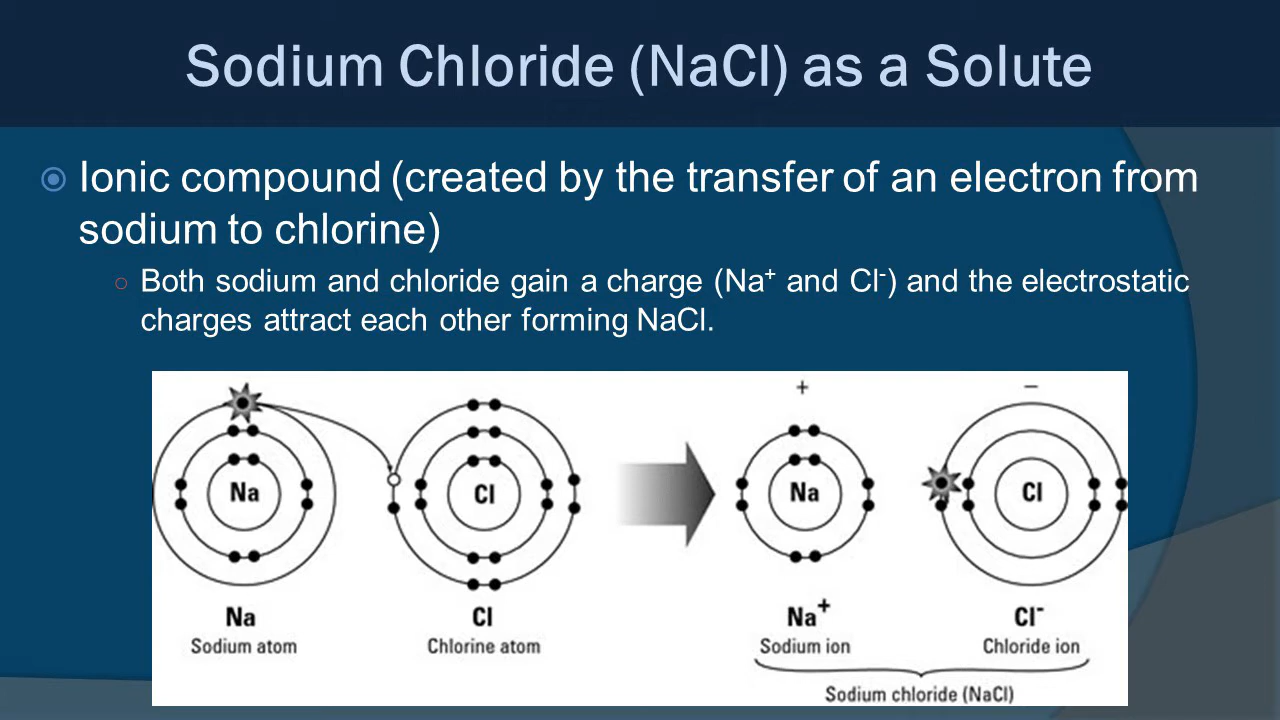 Sodium Chloride (NaCl) as a Solute
Ionic compound (created by the transfer of an electron from
sodium to chlorine)
Both sodium and chloride gain a charge (Na⁺ and Cl⁻) and the electrostatic
charges attract each other forming NaCl.
+ −
Na Cl Na Cl
Na Cl Na⁺ Cl⁻
Sodium atom Chlorine atom Sodium ion Chloride ion
Sodium chloride (NaCl)